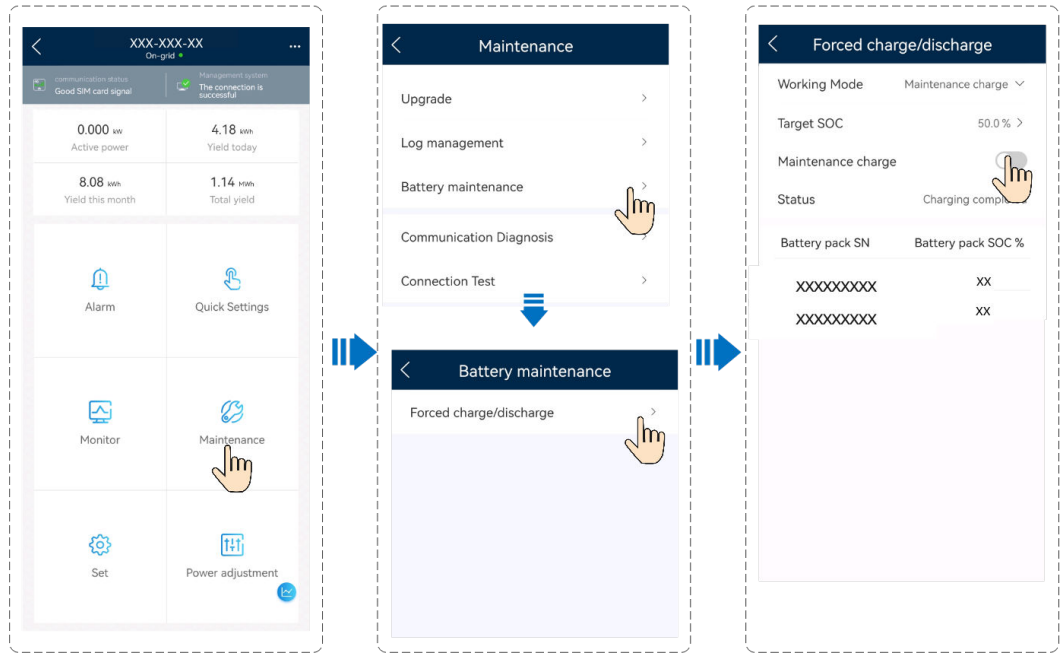 XXX-XXX-XX
On-grid
communication status
Good SIM card signal
Management system
The connection is
successful
0.000 kW
Active power
4.18 kWh
Yield today
8.08 kWh
Yield this month
1.14 MWh
Total yield
Alarm
Quick Settings
Monitor
Maintenance
Set
Power adjustment
Maintenance
Upgrade
Log management
Battery maintenance
Communication Diagnosis
Connection Test
Battery maintenance
Forced charge/discharge
Forced charge/discharge
Working Mode
Maintenance charge
Target SOC
50.0 %
Maintenance charge
Status
Charging
Battery pack SN
Battery pack SOC %
XXXXXXXXX
XX
XXXXXXXXX
XX